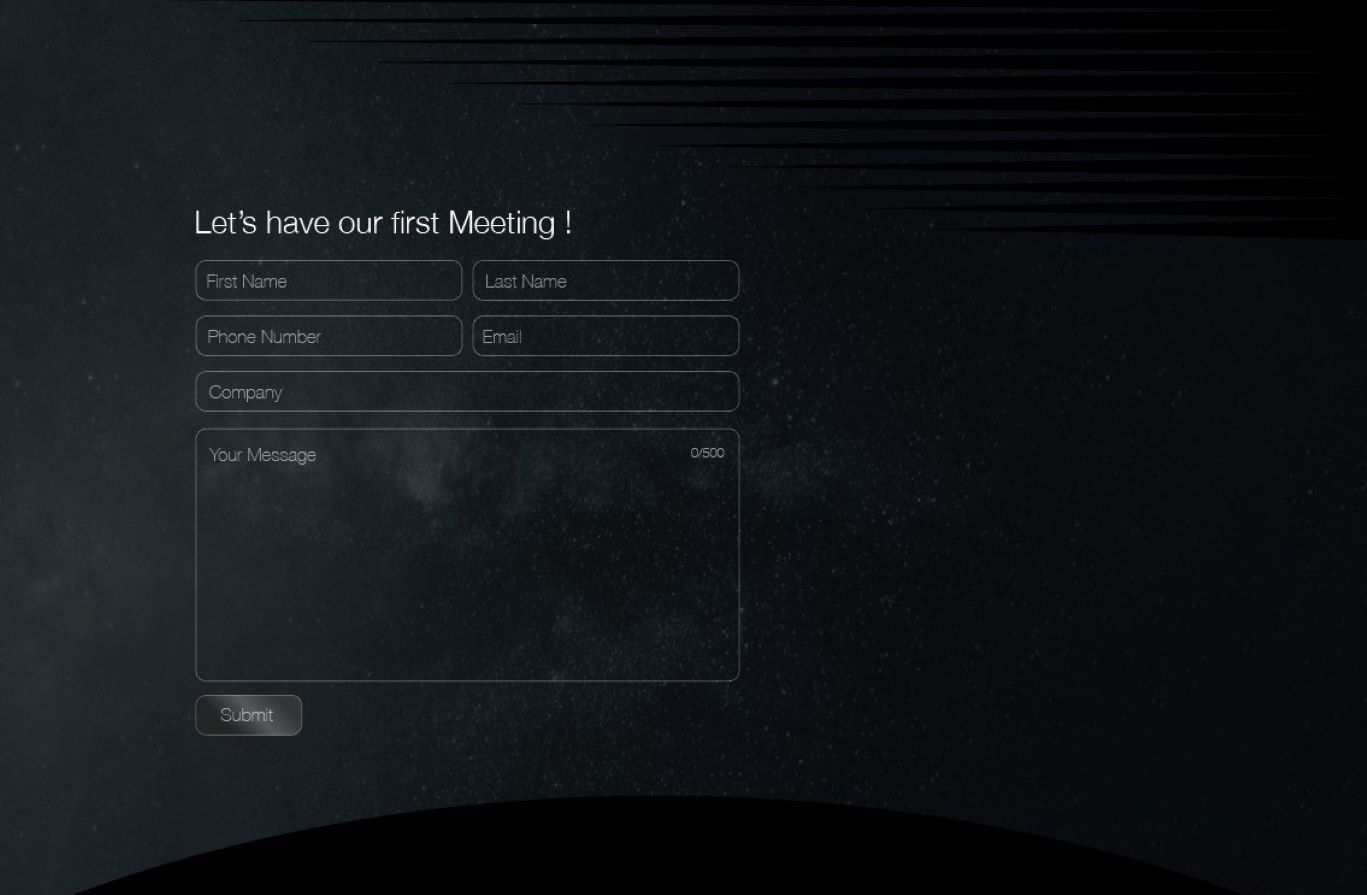 Let’s have our first Meeting !
First Name
Last Name
Phone Number
Email
Company
Your Message
0/500
Submit